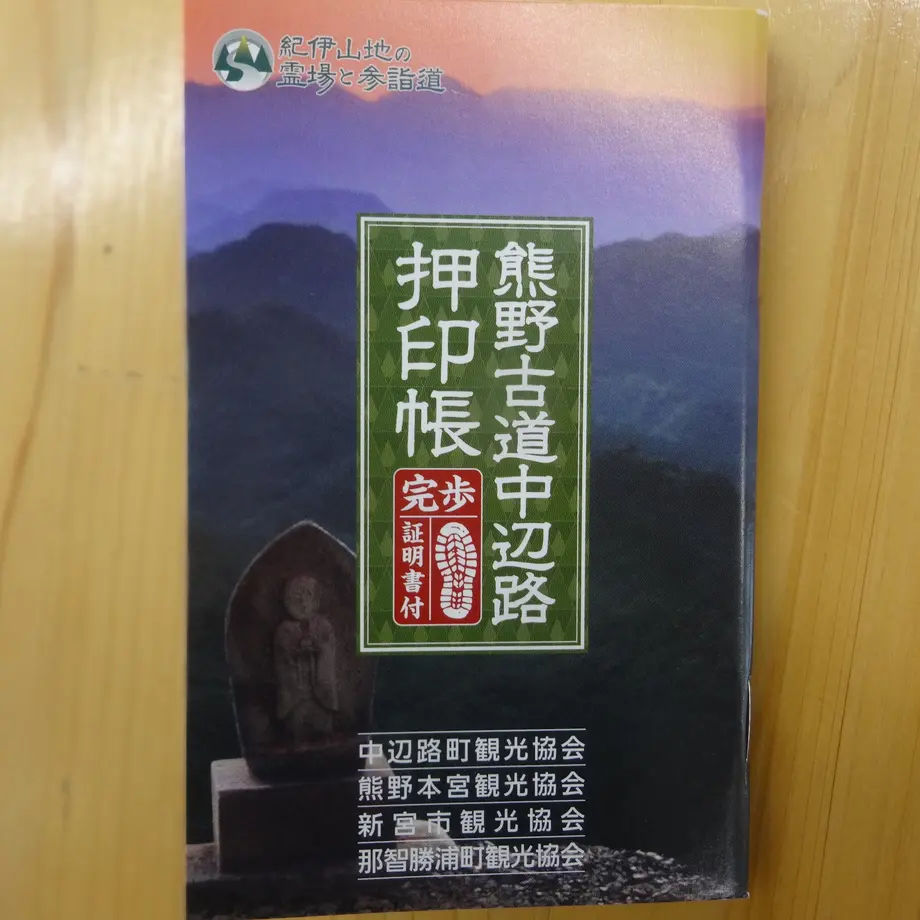 紀伊山地の
霊場と参詣道
熊野古道中辺路
押印帳
完歩
証明書付
中辺路町観光協会
熊野本宮観光協会
新宮市観光協会
那智勝浦町観光協会